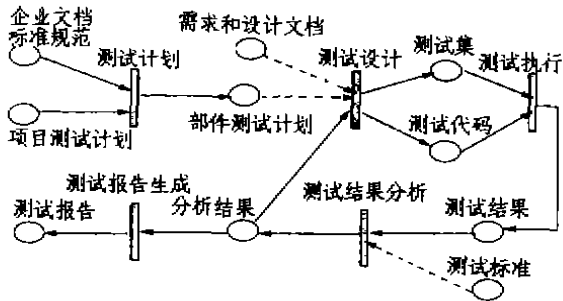 企业文档
标准规范
需求和设计文档
测试计划
测试设计
测试集
测试执行
项目测试计划
部件测试计划
测试代码
测试报告生成
测试报告
分析结果
测试结果分析
测试结果
测试标准